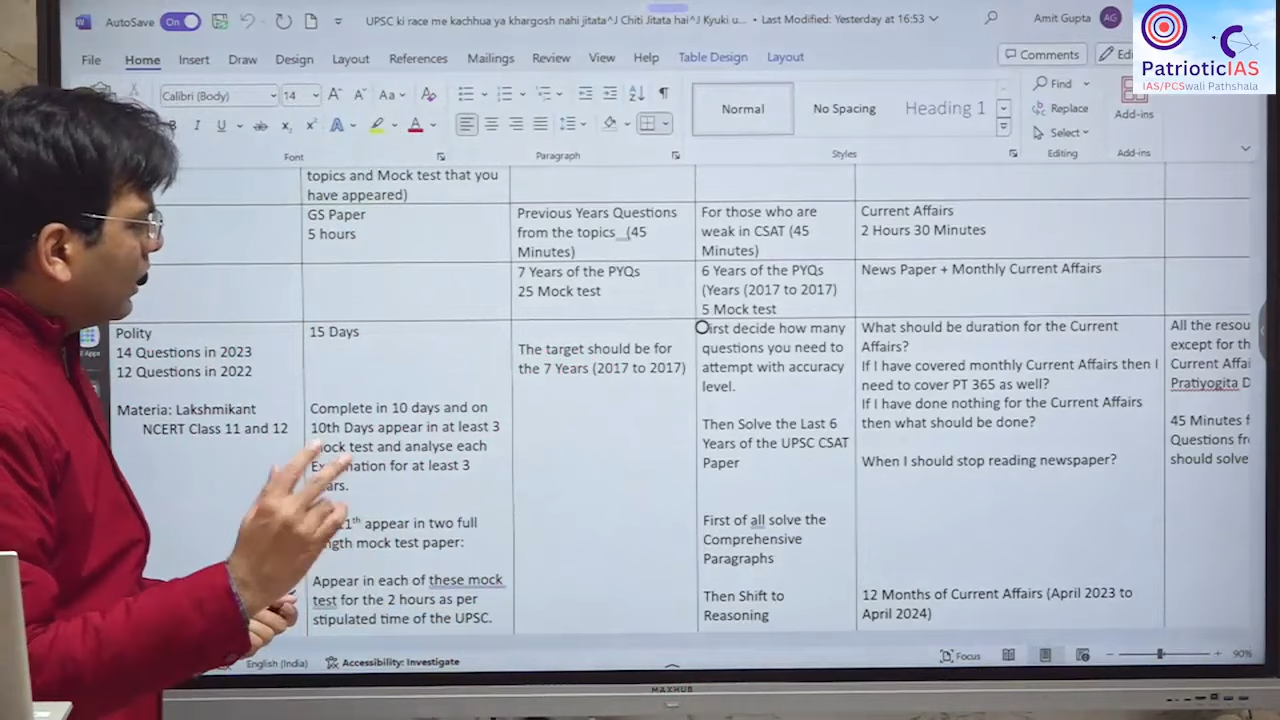 AutoSave On
UPSC ki race me kachhua ya khargosh nahi jitata^J Chiti Jitata hai^J Kyuki u... • Last Modified: Yesterday at 16:53
Amit Gupta AG
File Home Insert Draw Design Layout References Mailings Review View Help Table Design Layout
Comments
PatrioticIAS
IAS/PCSwali Pathshala
Calibri (Body) 14
Normal
No Spacing
Heading 1
Find
Replace
Select
Add-ins
Font
Paragraph
Styles
Editing
Add-ins
topics and Mock test that you
have appeared)
GS Paper
5 hours
Previous Years Questions
from the topics (45
Minutes)
For those who are
weak in CSAT (45
Minutes)
Current Affairs
2 Hours 30 Minutes
7 Years of the PYQs
25 Mock test
6 Years of the PYQs
(Years (2017 to 2017)
5 Mock test
News Paper + Monthly Current Affairs
Polity
14 Questions in 2023
12 Questions in 2022
Materia: Lakshmikant
NCERT Class 11 and 12
15 Days
Complete in 10 days and on
10th Days appear in at least 3
mock test and analyse each
for at least 3
appear in two full
mock test paper:
Appear in each of these mock
test for the 2 hours as per
stipulated time of the UPSC.
The target should be for
the 7 Years (2017 to 2017)
First decide how many
questions you need to
attempt with accuracy
level.
Then Solve the Last 6
Years of the UPSC CSAT
Paper
First of all solve the
Comprehensive
Paragraphs
Then Shift to
Reasoning
What should be duration for the Current
Affairs?
If I have covered monthly Current Affairs then I
need to cover PT 365 as well?
If I have done nothing for the Current Affairs
then what should be done?
When I should stop reading newspaper?
12 Months of Current Affairs (April 2023 to
April 2024)
All the resou
except for th
Current Affai
Pratiyogita D
45 Minutes f
Questions fr
should solve
English (India)
Accessibility: Investigate
Focus
90%
MAXHUB